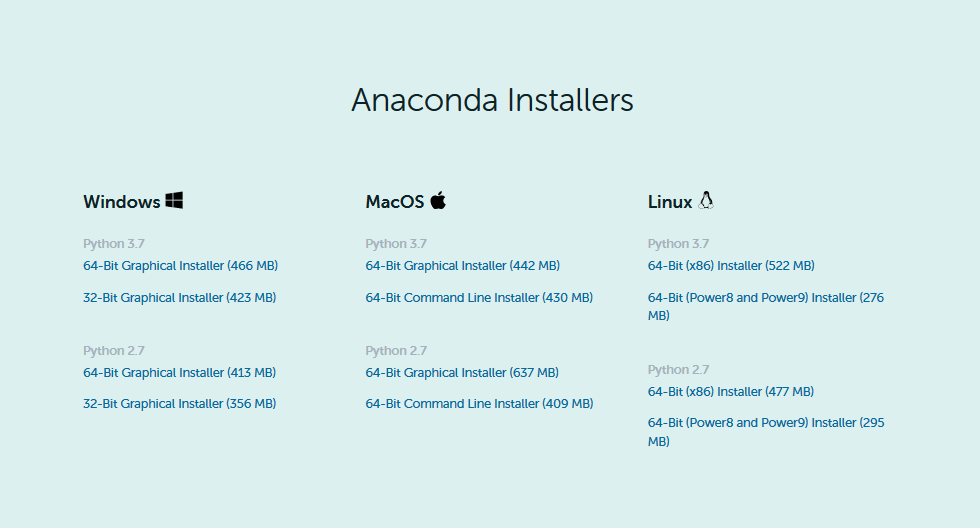 Anaconda Installers
Windows
Python 3.7
64-Bit Graphical Installer (466 MB)
32-Bit Graphical Installer (423 MB)
Python 2.7
64-Bit Graphical Installer (413 MB)
32-Bit Graphical Installer (356 MB)
MacOS
Python 3.7
64-Bit Graphical Installer (442 MB)
64-Bit Command Line Installer (430 MB)
Python 2.7
64-Bit Graphical Installer (637 MB)
64-Bit Command Line Installer (409 MB)
Linux
Python 3.7
64-Bit (x86) Installer (522 MB)
64-Bit (Power8 and Power9) Installer (276
MB)
Python 2.7
64-Bit (x86) Installer (477 MB)
64-Bit (Power8 and Power9) Installer (295
MB)